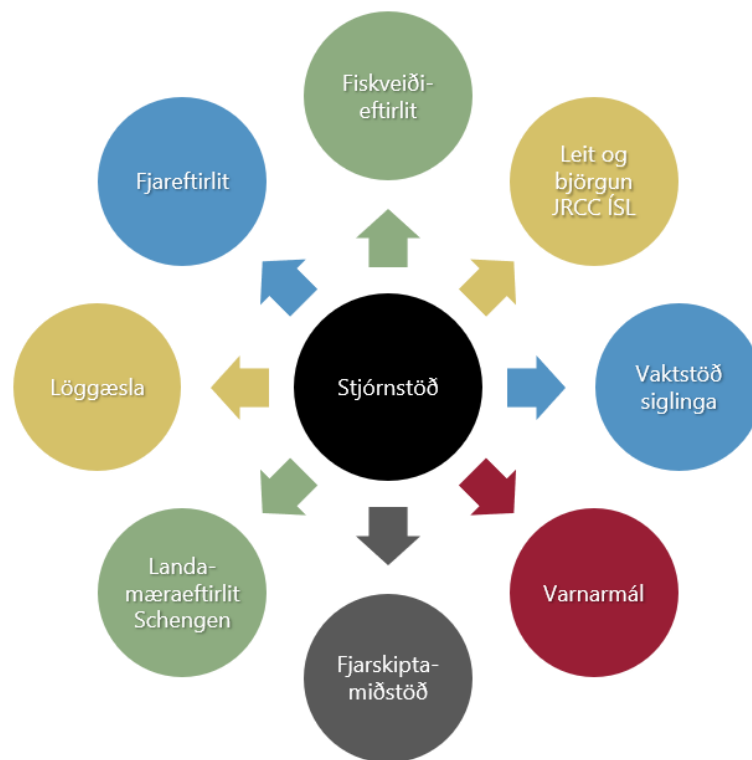 Fiskveiði-
eftirlit
Leit og
björgun
JRCC ÍSL
Vaktstöð
siglinga
Varnarmál
Fjarskipta-
miðstöð
Landa-
mæraeftirlit
Schengen
Löggæsla
Fjareftirlit
Stjórnstöð